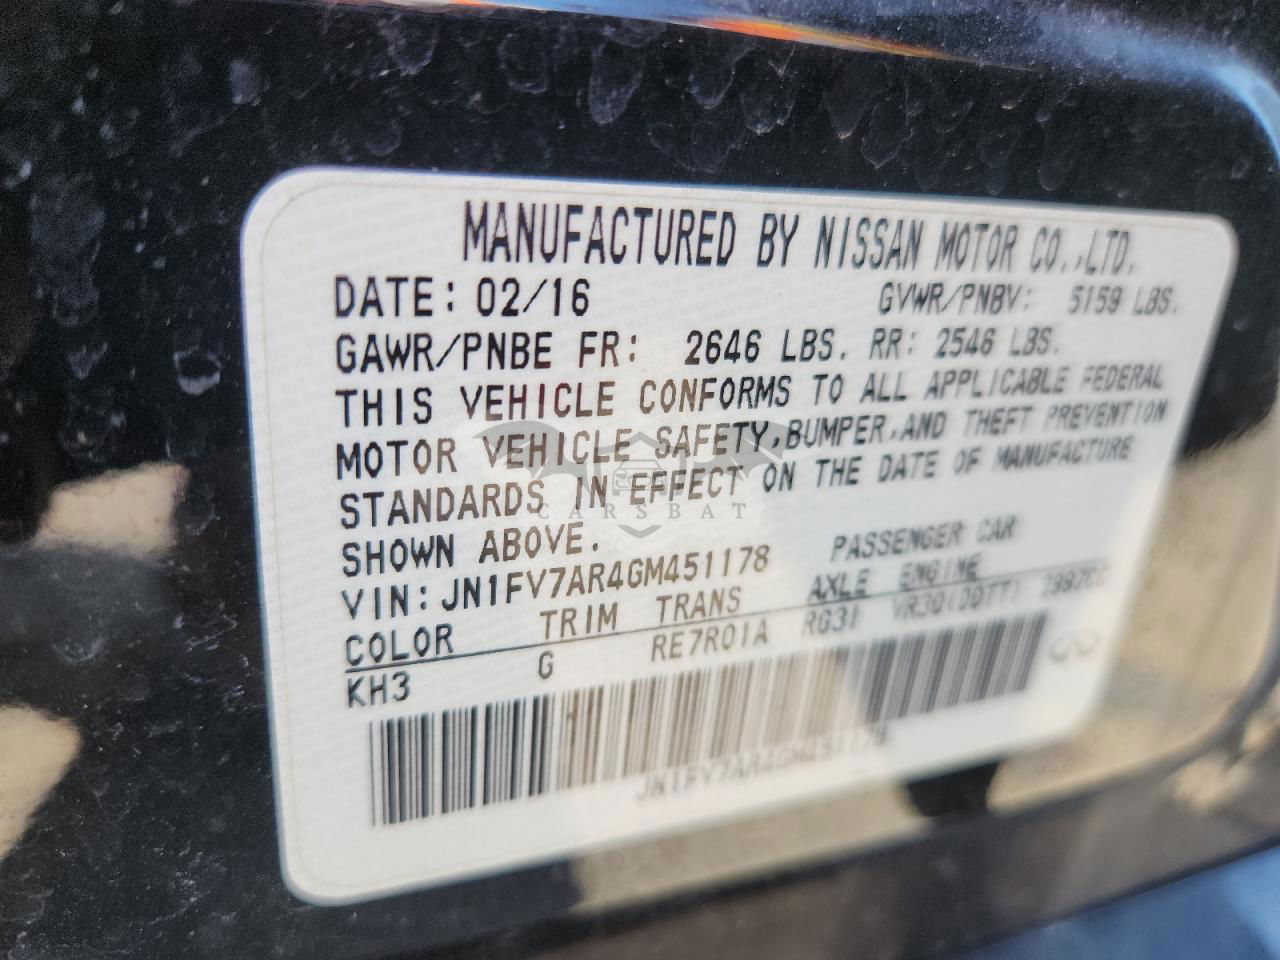 MANUFACTURED BY NISSAN MOTOR CO.,LTD.
DATE: 02/16 GVWR/PNBV: 5159 LBS.
GAWR/PNBE FR: 2646 LBS. RR: 2546 LBS.
THIS VEHICLE CONFORMS TO ALL APPLICABLE FEDERAL
MOTOR VEHICLE SAFETY,BUMPER,AND THEFT PREVENTION
STANDARDS IN EFFECT ON THE DATE OF MANUFACTURE
SHOWN ABOVE.
VIN: JN1FV7AR4GM451178 PASSENGER CAR
COLOR TRIM TRANS AXLE ENGINE
KH3 G RE7R01A RG31 VR30(DDTT)
JN1FV7AR4GM451178
CARSBAT